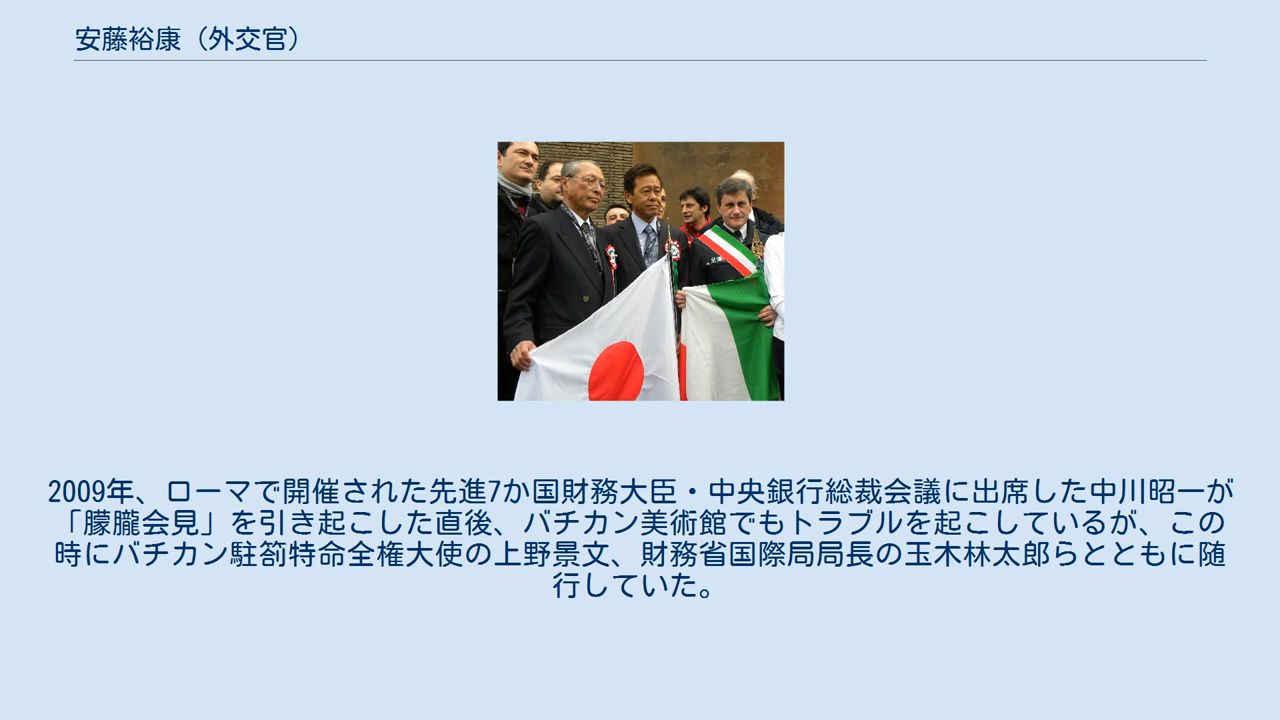 安藤裕康（外交官）
2009年、ローマで開催された先進7か国財務大臣・中央銀行総裁会議に出席した中川昭一が
「朦朧会見」を引き起こした直後、バチカン美術館でもトラブルを起こしているが、この
時にバチカン駐箚特命全権大使の上野景文、財務省国際局局長の玉木林太郎らとともに随
行していた。